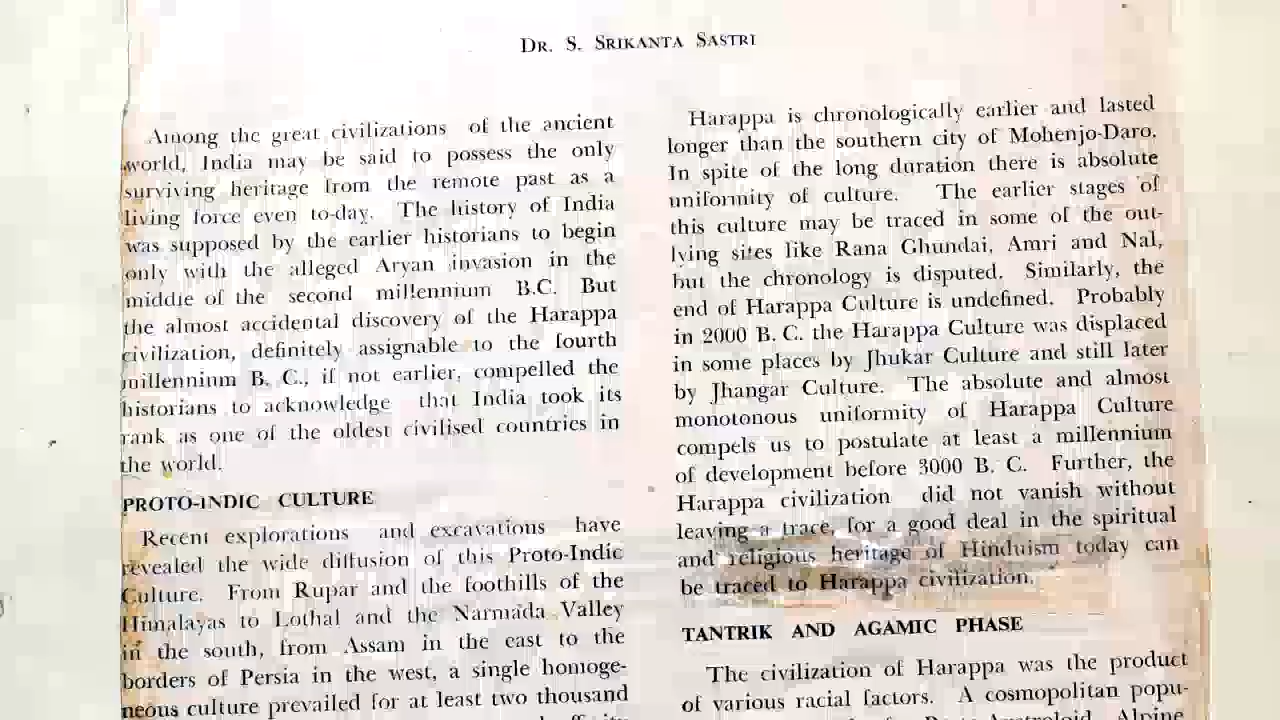 DR. S. SRIKANTA SASTRI
Among the great civilizations of the ancient
world, India may be said to possess the only
surviving heritage from the remote past as a
living force even to-day. The history of India
was supposed by the earlier historians to begin
only with the alleged Aryan invasion in the
middle of the second millennium B.C. But
the almost accidental discovery of the Harappa
civilization, definitely assignable to the fourth
millennium B. C., if not earlier, compelled the
historians to acknowledge that India took its
rank as one of the oldest civilised countries in
the world.
PROTO-INDIC CULTURE
Recent explorations and excavations have
revealed the wide diffusion of this Proto-Indic
Culture. From Rupar and the foothills of the
Himalayas to Lothal and the Narmada Valley
in the south, from Assam in the east to the
borders of Persia in the west, a single homoge-
neous culture prevailed for at least two thousand
Harappa is chronologically earlier and lasted
longer than the southern city of Mohenjo-Daro.
In spite of the long duration there is absolute
uniformity of culture. The earlier stages of
this culture may be traced in some of the out-
lying sites like Rana Ghundai, Amri and Nal,
but the chronology is disputed. Similarly, the
end of Harappa Culture is undefined. Probably
in 2000 B. C. the Harappa Culture was displaced
in some places by Jhukar Culture and still later
by Jhangar Culture. The absolute and almost
monotonous uniformity of Harappa Culture
compels us to postulate at least a millennium
of development before 3000 B. C. Further, the
Harappa civilization did not vanish without
leaving a trace, for a good deal in the spiritual
and religious heritage of Hinduism today can
be traced to Harappa civilization.
TANTRIK AND AGAMIC PHASE
The civilization of Harappa was the product
of various racial factors. A cosmopolitan popu-
Alpine